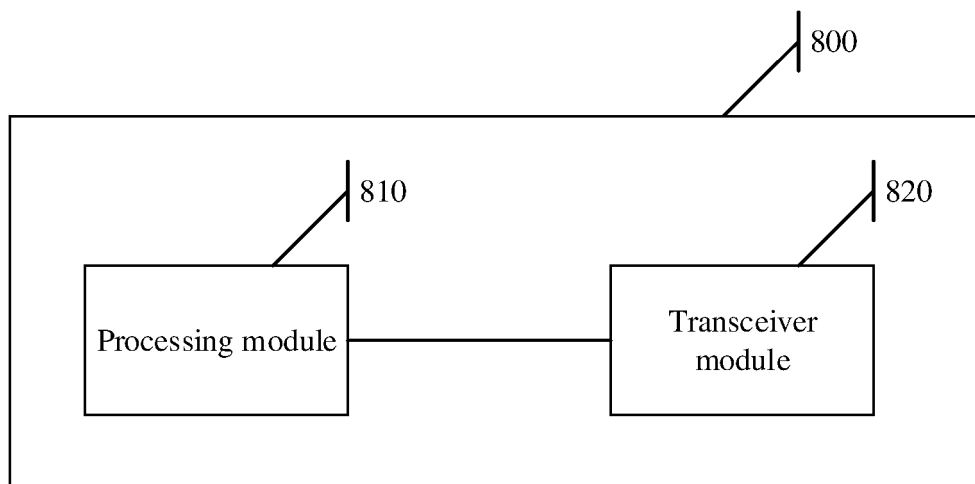 800
810
820
Processing module
Transceiver
module